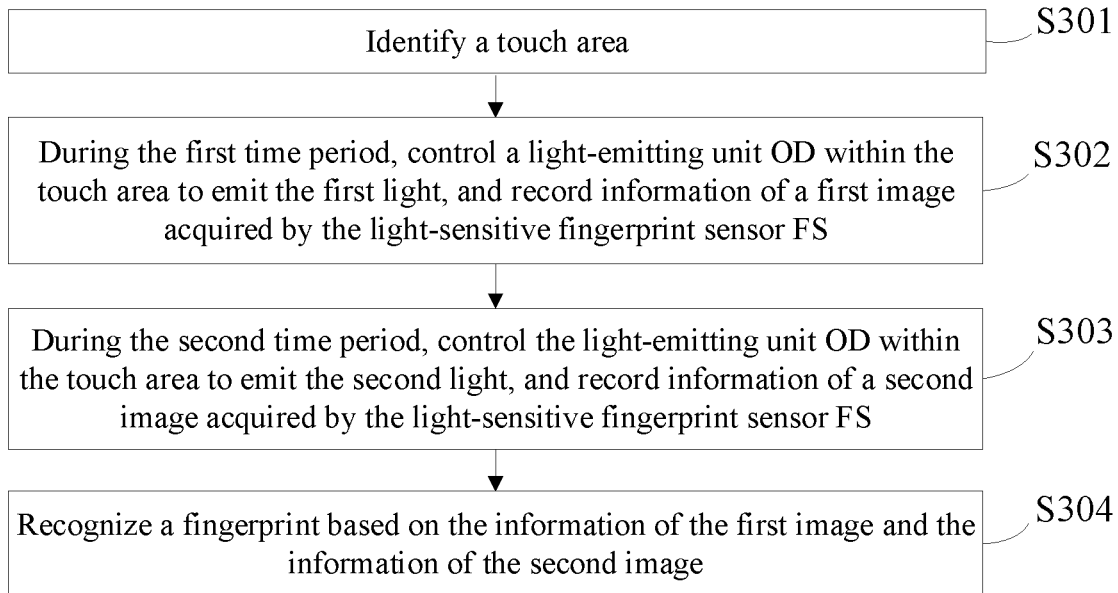 Identify a touch area
S301
During the first time period, control a light-emitting unit OD within the
touch area to emit the first light, and record information of a first image
acquired by the light-sensitive fingerprint sensor FS
S302
During the second time period, control the light-emitting unit OD within
the touch area to emit the second light, and record information of a second
image acquired by the light-sensitive fingerprint sensor FS
S303
Recognize a fingerprint based on the information of the first image and the
information of the second image
S304